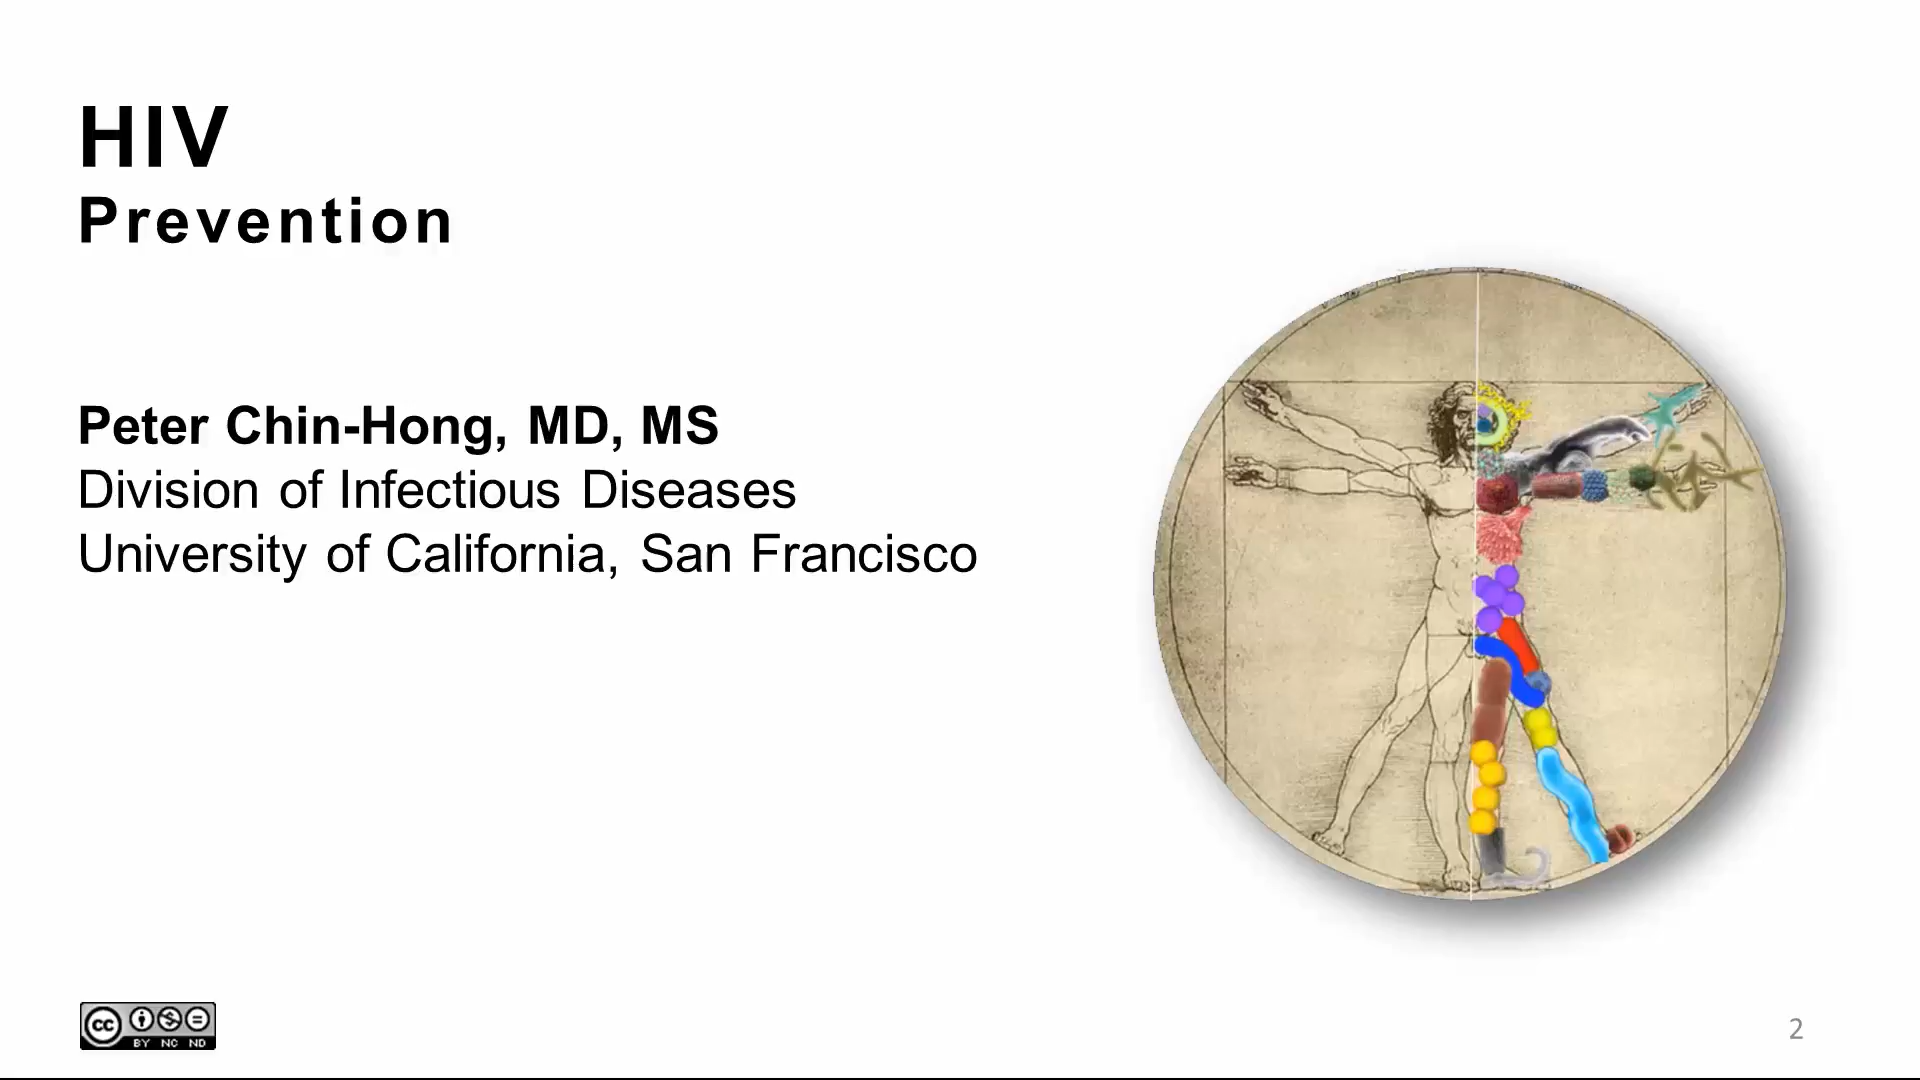 HIV
Prevention
Peter Chin-Hong, MD, MS
Division of Infectious Diseases
University of California, San Francisco
cc
BY NC ND
2